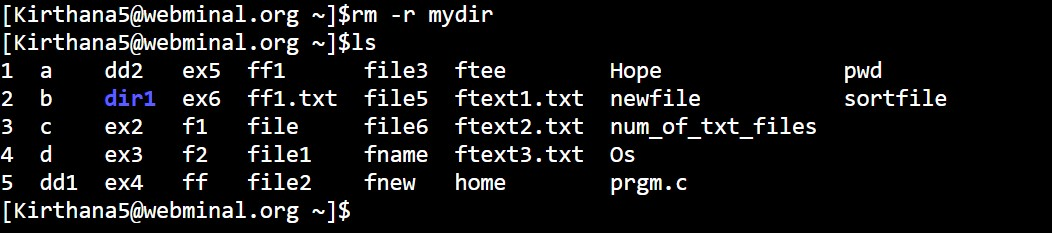 [Kirthana5@webminal.org ~]$rm -r mydir
[Kirthana5@webminal.org ~]$ls
1  a    dd2   ex5  ff1      file3  ftee        Hope              pwd
2  b    dir1  ex6  ff1.txt  file5  ftext1.txt  newfile           sortfile
3  c    ex2   f1   file     file6  ftext2.txt  num_of_txt_files
4  d    ex3   f2   file1    fname  ftext3.txt  Os
5  dd1  ex4   ff   file2    fnew   home        prgm.c
[Kirthana5@webminal.org ~]$